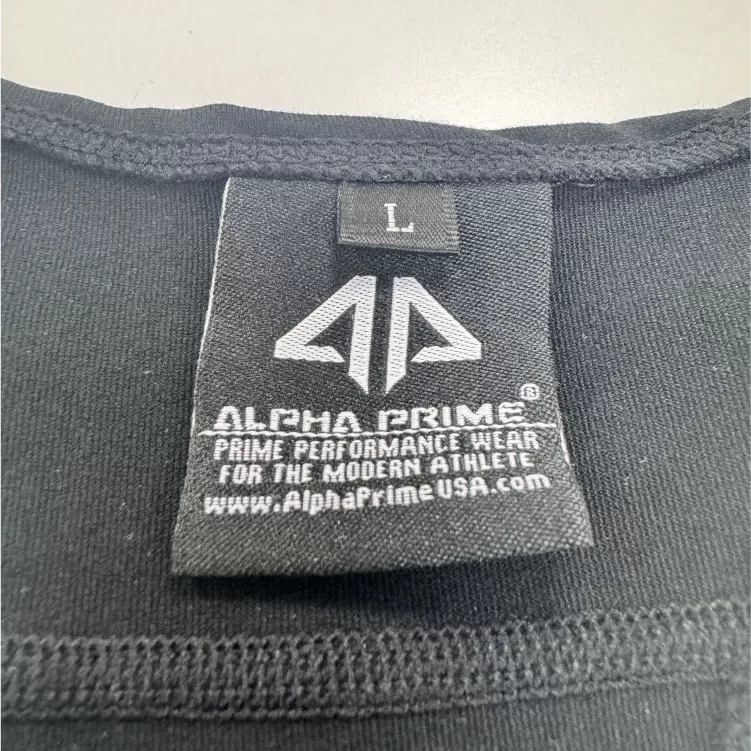 L
ALPHA PRIME®
PRIME PERFORMANCE WEAR
FOR THE MODERN ATHLETE
www.AlphaPrimeUSA.com